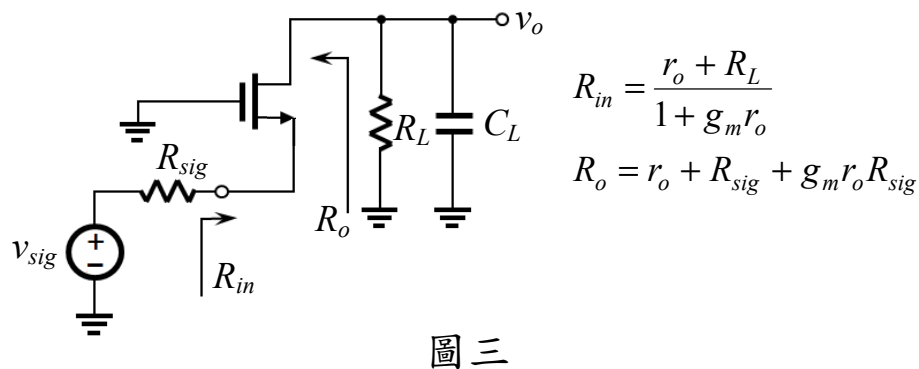 v_o
R_in = (r_o + R_L) / (1 + g_m r_o)
R_L
C_L
R_sig
R_o = r_o + R_sig + g_m r_o R_sig
R_o
v_sig
+
−
R_in
圖三